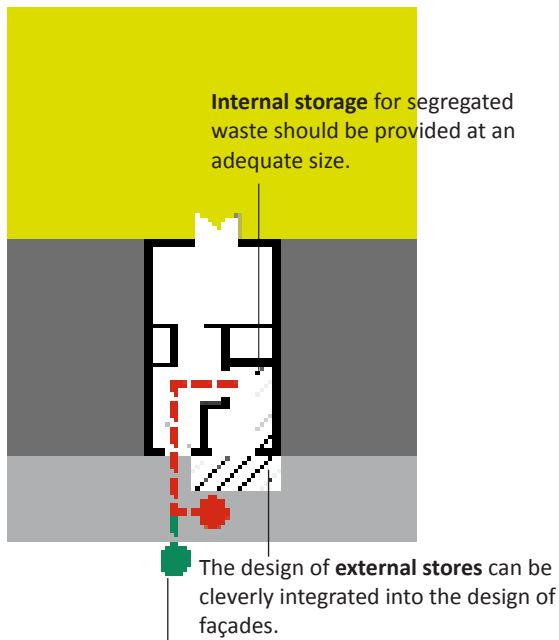 Internal storage for segregated
waste should be provided at an
adequate size.
The design of external stores can be
cleverly integrated into the design of
façades.